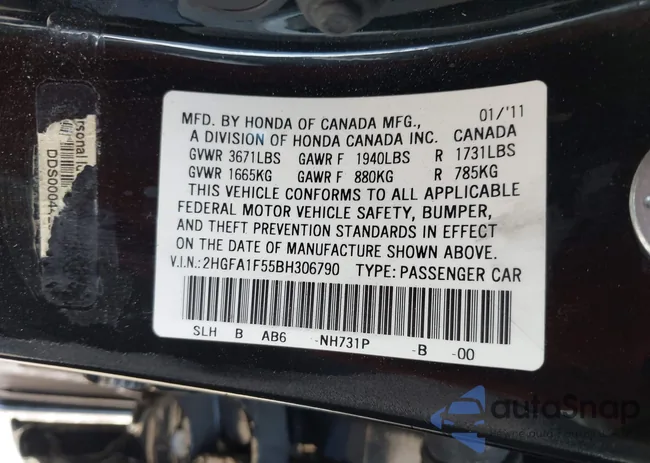 MFD. BY HONDA OF CANADA MFG., 01/'11
A DIVISION OF HONDA CANADA INC. CANADA
GVWR 3671LBS GAWR F 1940LBS R 1731LBS
GVWR 1665KG GAWR F 880KG R 785KG
THIS VEHICLE CONFORMS TO ALL APPLICABLE
FEDERAL MOTOR VEHICLE SAFETY, BUMPER,
AND THEFT PREVENTION STANDARDS IN EFFECT
ON THE DATE OF MANUFACTURE SHOWN ABOVE.
V.I.N.:2HGFA1F55BH306790 TYPE:PASSENGER CAR
SLH B AB6 -NH731P -B -00
DDS0004
autoSnap